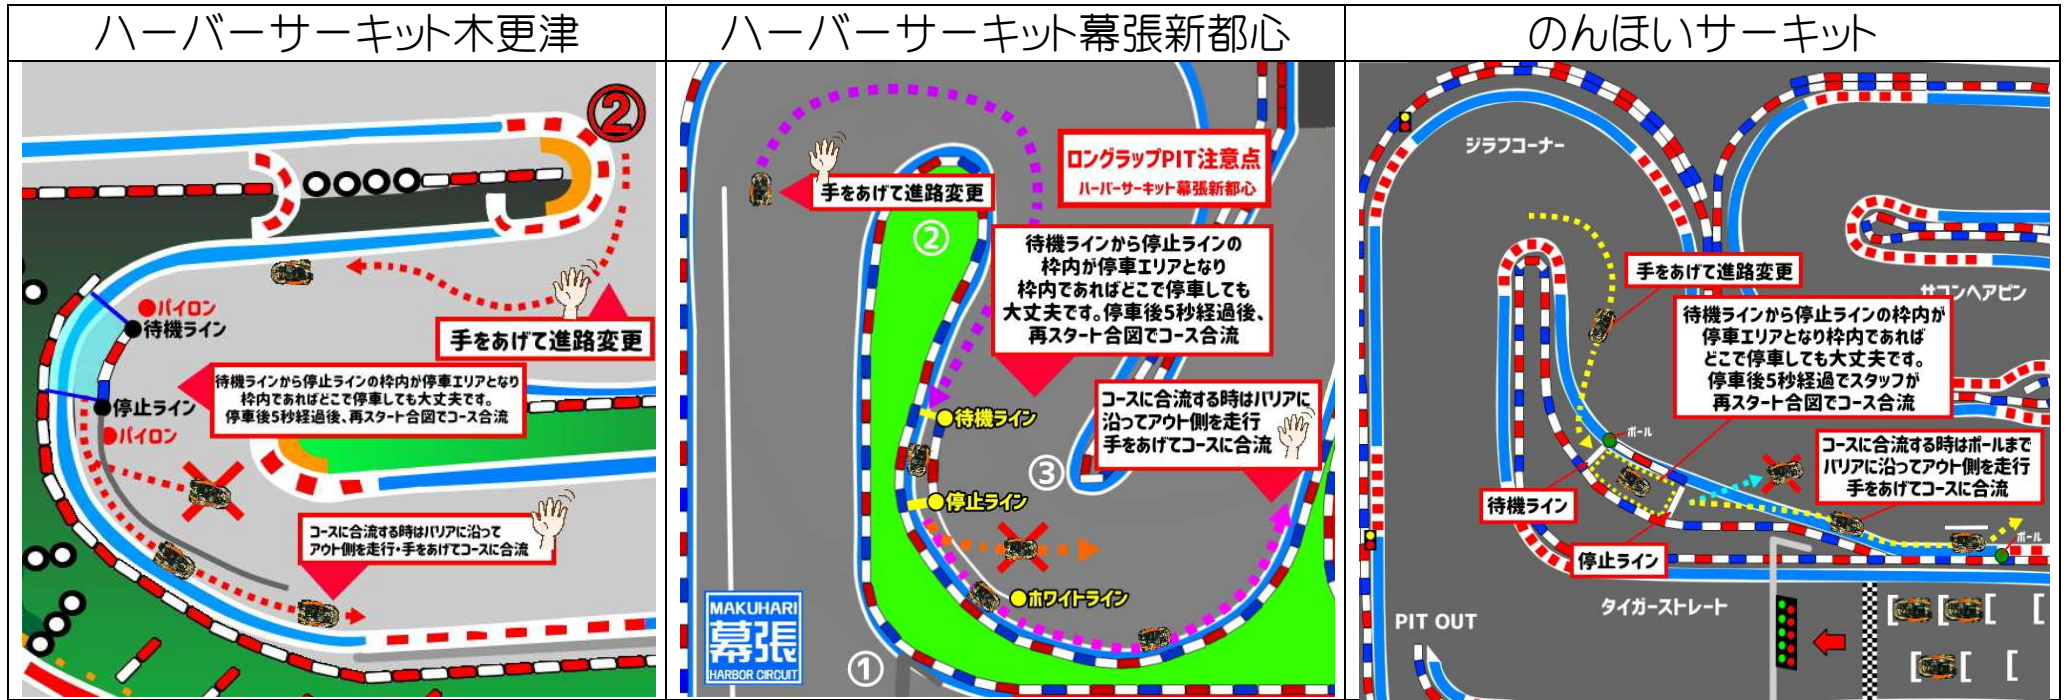 ハーバーサーキット木更津
②
手をあげて進路変更
●パイロン
●待機ライン
待機ラインから停止ラインの枠内が停車エリアとなり
枠内であればどこで停車しても大丈夫です。
停車後5秒経過後、再スタート合図でコース合流
●停止ライン
●パイロン
コースに合流する時はバリアに沿って
アウト側を走行・手をあげてコースに合流
ハーバーサーキット幕張新都心
ロングラップPIT注意点
ハーバーサーキット幕張新都心
手をあげて進路変更
②
待機ラインから停止ラインの
枠内が停車エリアとなり
枠内であればどこで停車しても
大丈夫です。停車後5秒経過後、
再スタート合図でコース合流
コースに合流する時はバリアに
沿ってアウト側を走行
手をあげてコースに合流
●待機ライン
③
●停止ライン
●ホワイトライン
MAKUHARI
幕張
HARBOR CIRCUIT
①
のんほいサーキット
ジラフコーナー
手をあげて進路変更
サコンヘアピン
待機ラインから停止ラインの枠内が
停車エリアとなり枠内であれば
どこで停車しても大丈夫です。
停車後5秒経過でスタッフが
再スタート合図でコース合流
ポール
コースに合流する時はポールまで
バリアに沿ってアウト側を走行
手をあげてコースに合流
待機ライン
ポール
停止ライン
タイガーストレート
PIT OUT